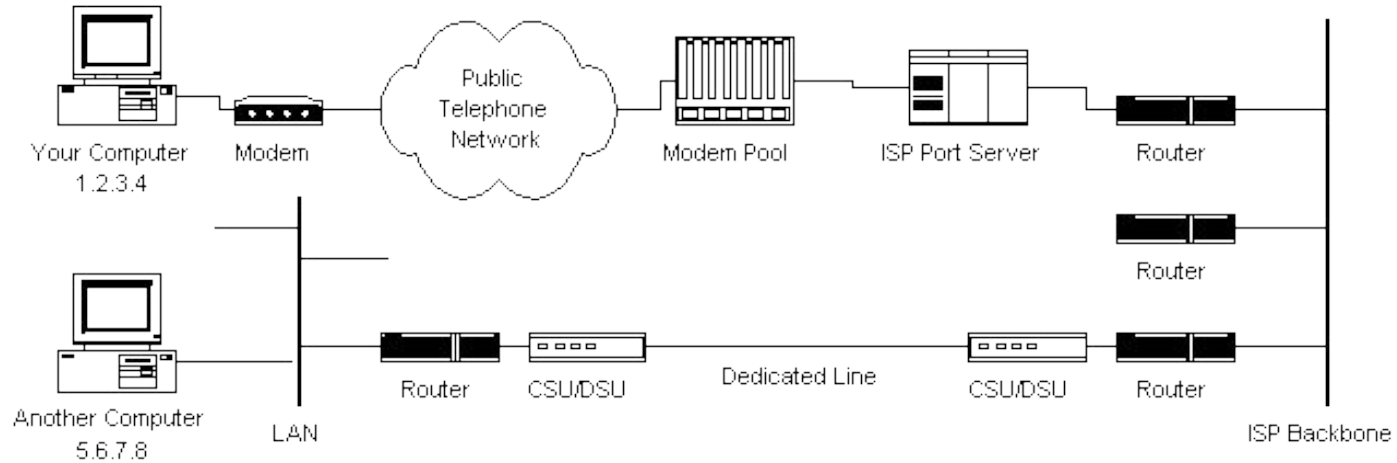 Public
Telephone
Network
Your Computer
1.2.3.4
Modem
Modem Pool
ISP Port Server
Router
Router
Another Computer
5.6.7.8
LAN
Router
CSU/DSU
Dedicated Line
CSU/DSU
Router
ISP Backbone